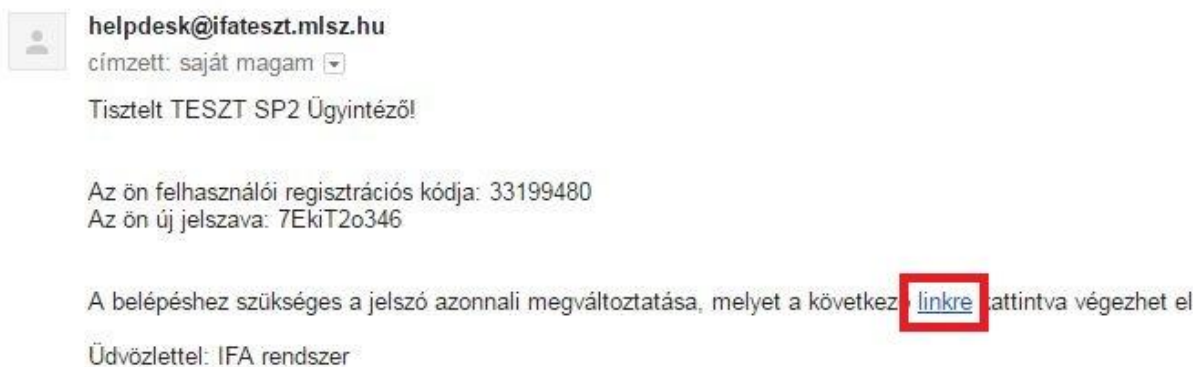 helpdesk@ifateszt.mlsz.hu
címzett: saját magam
Tisztelt TESZT SP2 Ügyintéző!
Az ön felhasználói regisztrációs kódja: 33199480
Az ön új jelszava: 7EkiT2o346
A belépéshez szükséges a jelszó azonnali megváltoztatása, melyet a következ linkre attintva végezhet el
Üdvözlettel: IFA rendszer